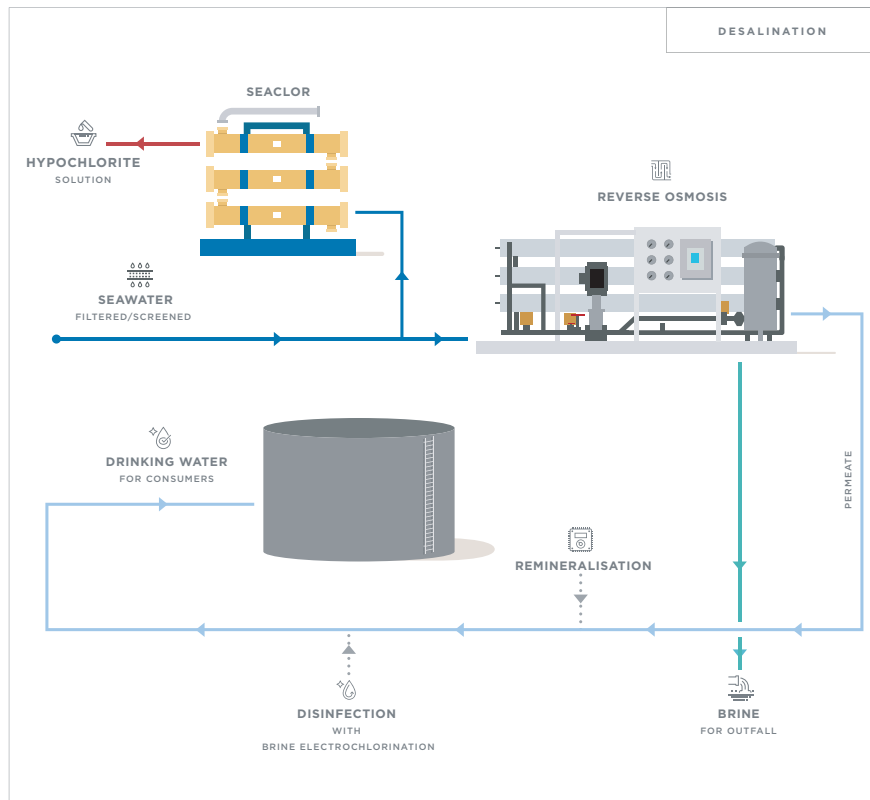 DESALINATION
SEACLOR
HYPOCHLORITE
SOLUTION
REVERSE OSMOSIS
SEAWATER
FILTERED/SCREENED
DRINKING WATER
FOR CONSUMERS
PERMEATE
REMINERALISATION
DISINFECTION
WITH
BRINE ELECTROCHLORINATION
BRINE
FOR OUTFALL